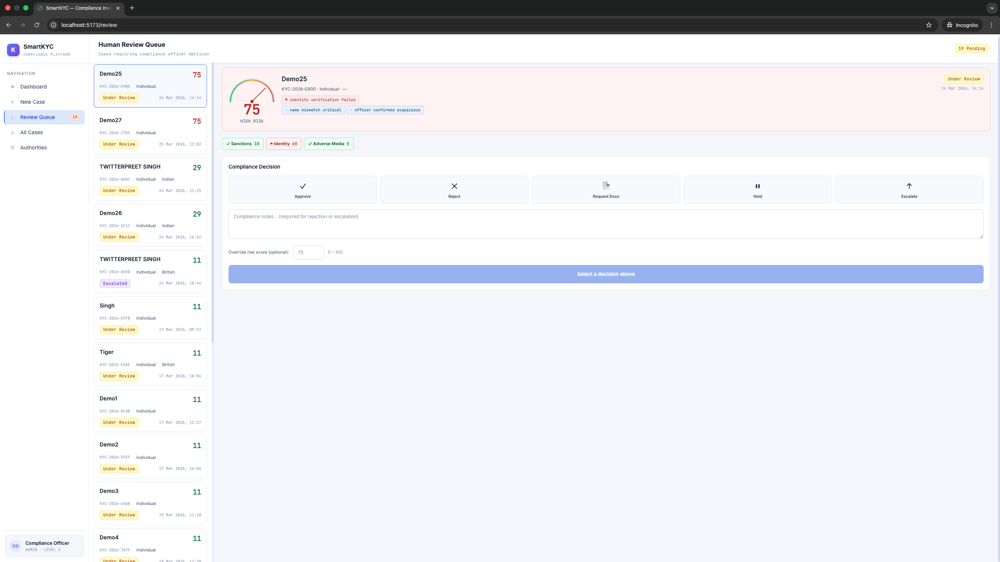 SmartKYC — Compliance Inve
localhost:5173/review
Incognito
K
SmartKYC
COMPLIANCE PLATFORM
NAVIGATION
Dashboard
New Case
Review Queue 19
All Cases
Authorities
CO
Compliance Officer
ADMIN · LEVEL 3
Human Review Queue
Cases requiring compliance officer decision
19 Pending
Demo25 75
KYC-2026-E90D · Individual
Under Review 24 Mar 2026, 14:14
Demo27 75
KYC-2026-2705 · Individual
Under Review 25 Mar 2026, 12:02
TWITTERPREET SINGH 29
KYC-2026-8601 · Individual · Indian
Under Review 24 Mar 2026, 11:25
Demo26 29
KYC-2026-2C1C · Individual · Indian
Under Review 24 Mar 2026, 16:52
TWITTERPREET SINGH 11
KYC-2026-AEE0 · Individual · British
Escalated 24 Mar 2026, 10:44
Singh 11
KYC-2026-CFF8 · Individual
Under Review 17 Mar 2026, 09:57
Tiger 11
KYC-2026-E5AE · Individual · British
Under Review 17 Mar 2026, 10:04
Demo1 11
KYC-2026-BCAB · Individual
Under Review 17 Mar 2026, 12:27
Demo2 11
KYC-2026-EFEF · Individual
Under Review 17 Mar 2026, 16:04
Demo3 11
KYC-2026-456B · Individual
Under Review 19 Mar 2026, 11:18
Demo4 11
KYC-2026-7A7F · Individual
Under Review 19 Mar 2026, 11:20
75
HIGH RISK
Demo25
KYC-2026-E90D · Individual · —
identity verification failed
· name mismatch critical · officer confirmed suspicious
Under Review
24 Mar 2026, 14:14
✓ Sanctions 10 Identity 60 ✓ Adverse Media 5
Compliance Decision
Approve
Reject
Request Docs
Hold
Escalate
Compliance notes... (required for rejection or escalation)
Override risk score (optional): 75 0 – 100
Select a decision above